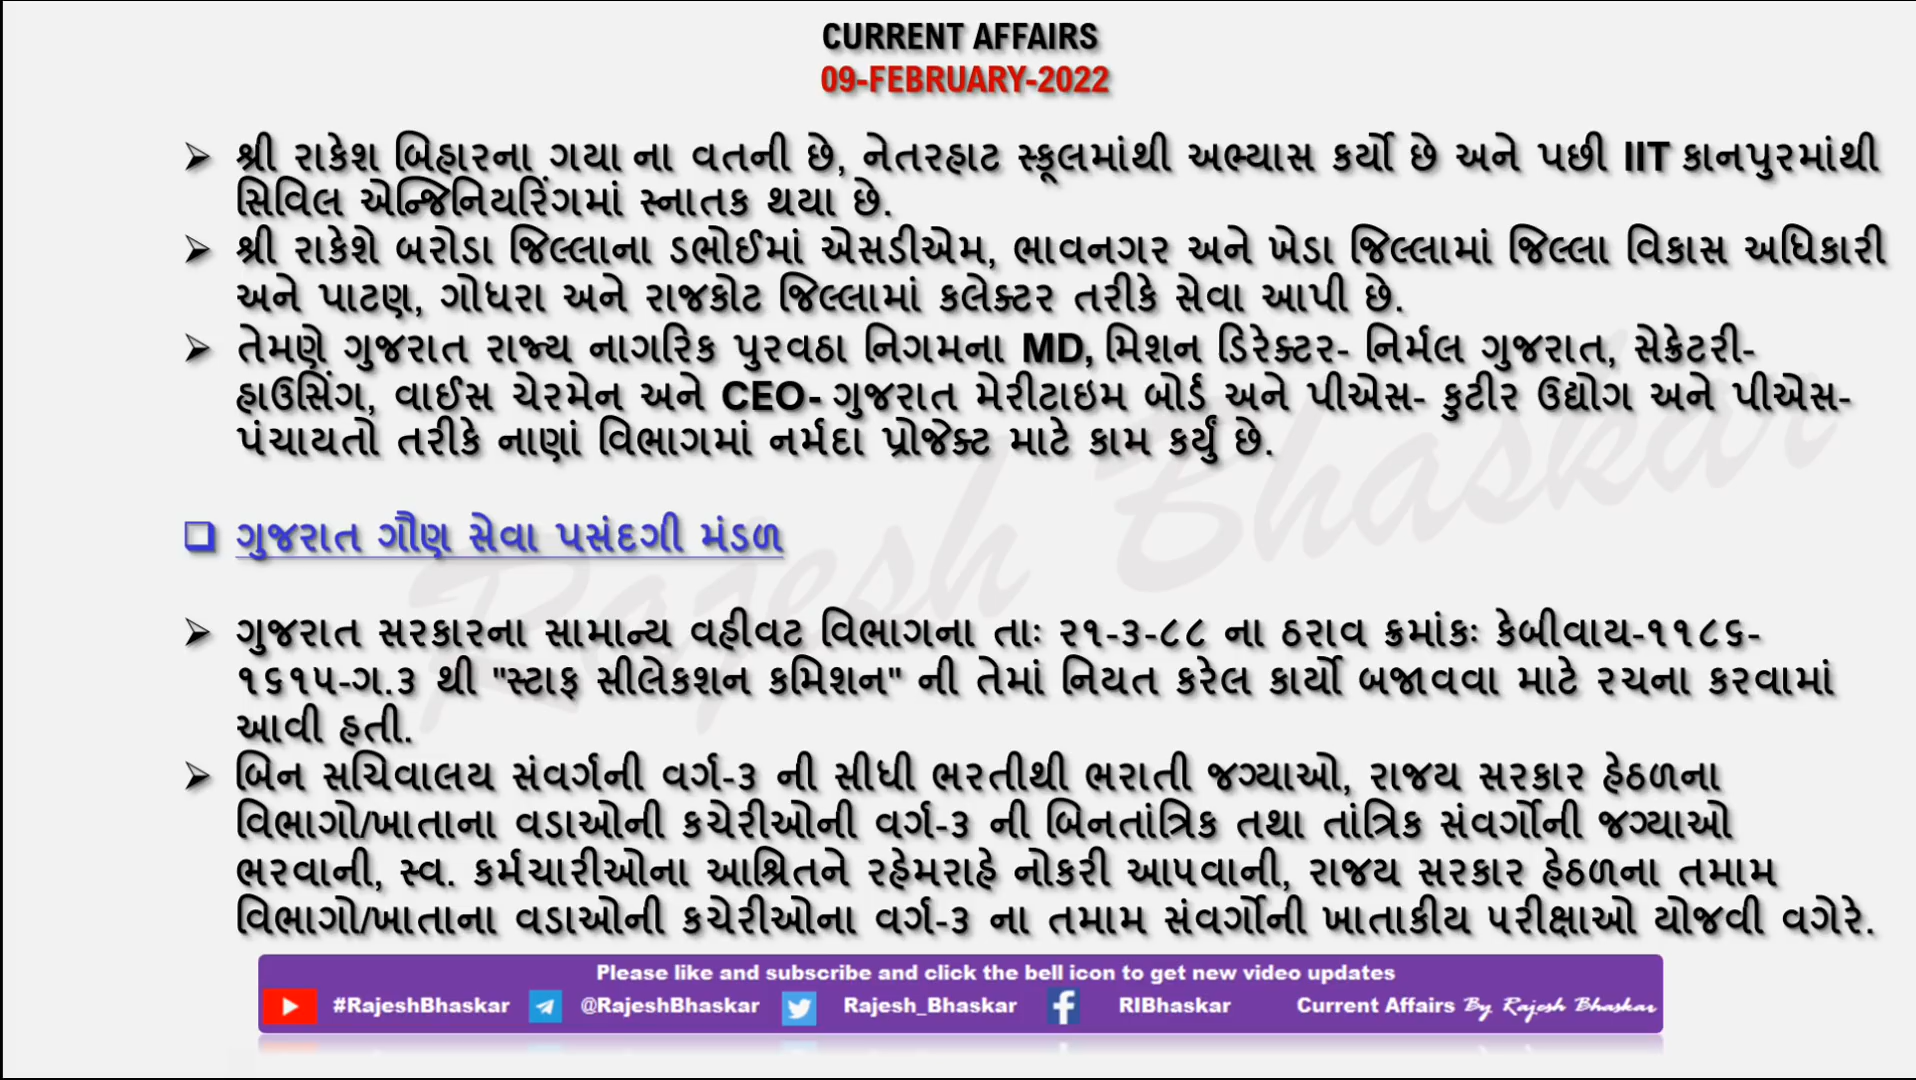 CURRENT AFFAIRS
09-FEBRUARY-2022
➢ શ્રી રાકેશ બિહારના ગયા ના વતની છે, નેતરહાટ સ્કૂલમાંથી અભ્યાસ કર્યો છે અને પછી IIT કાનપુરમાંથી
સિવિલ એન્જિનિયરિંગમાં સ્નાતક થયા છે.
➢ શ્રી રાકેશે બરોડા જિલ્લાના ડભોઈમાં એસડીએમ, ભાવનગર અને ખેડા જિલ્લામાં જિલ્લા વિકાસ અધિકારી
અને પાટણ, ગોધરા અને રાજકોટ જિલ્લામાં કલેક્ટર તરીકે સેવા આપી છે.
➢ તેમણે ગુજરાત રાજ્ય નાગરિક પુરવઠા નિગમના MD, મિશન ડિરેક્ટર- નિર્મલ ગુજરાત, સેક્રેટરી-
હાઉસિંગ, વાઈસ ચેરમેન અને CEO- ગુજરાત મેરીટાઇમ બોર્ડ અને પીએસ- કુટીર ઉદ્યોગ અને પીએસ-
પંચાયતો તરીકે નાણાં વિભાગમાં નર્મદા પ્રોજેક્ટ માટે કામ કર્યું છે.
❑ ગુજરાત ગૌણ સેવા પસંદગી મંડળ
➢ ગુજરાત સરકારના સામાન્ય વહીવટ વિભાગના તાઃ ર૧-૩-૮૮ ના ઠરાવ ક્રમાંકઃ કેબીવાય-૧૧૮૬-
૧૬૧૫-ગ.૩ થી "સ્ટાફ સીલેકશન કમિશન" ની તેમાં નિયત કરેલ કાર્યો બજાવવા માટે રચના કરવામાં
આવી હતી.
➢ બિન સચિવાલય સંવર્ગની વર્ગ-૩ ની સીધી ભરતીથી ભરાતી જગ્યાઓ, રાજય સરકાર હેઠળના
વિભાગો/ખાતાના વડાઓની કચેરીઓની વર્ગ-૩ ની બિનતાંત્રિક તથા તાંત્રિક સંવર્ગોની જગ્યાઓ
ભરવાની, સ્વ. કર્મચારીઓના આશ્રિતને રહેમરાહે નોકરી આપવાની, રાજય સરકાર હેઠળના તમામ
વિભાગો/ખાતાના વડાઓની કચેરીઓના વર્ગ-૩ ના તમામ સંવર્ગોની ખાતાકીય પરીક્ષાઓ યોજવી વગેરે.
Rajesh Bhaskar
Please like and subscribe and click the bell icon to get new video updates
#RajeshBhaskar @RajeshBhaskar Rajesh_Bhaskar RIBhaskar Current Affairs By Rajesh Bhaskar